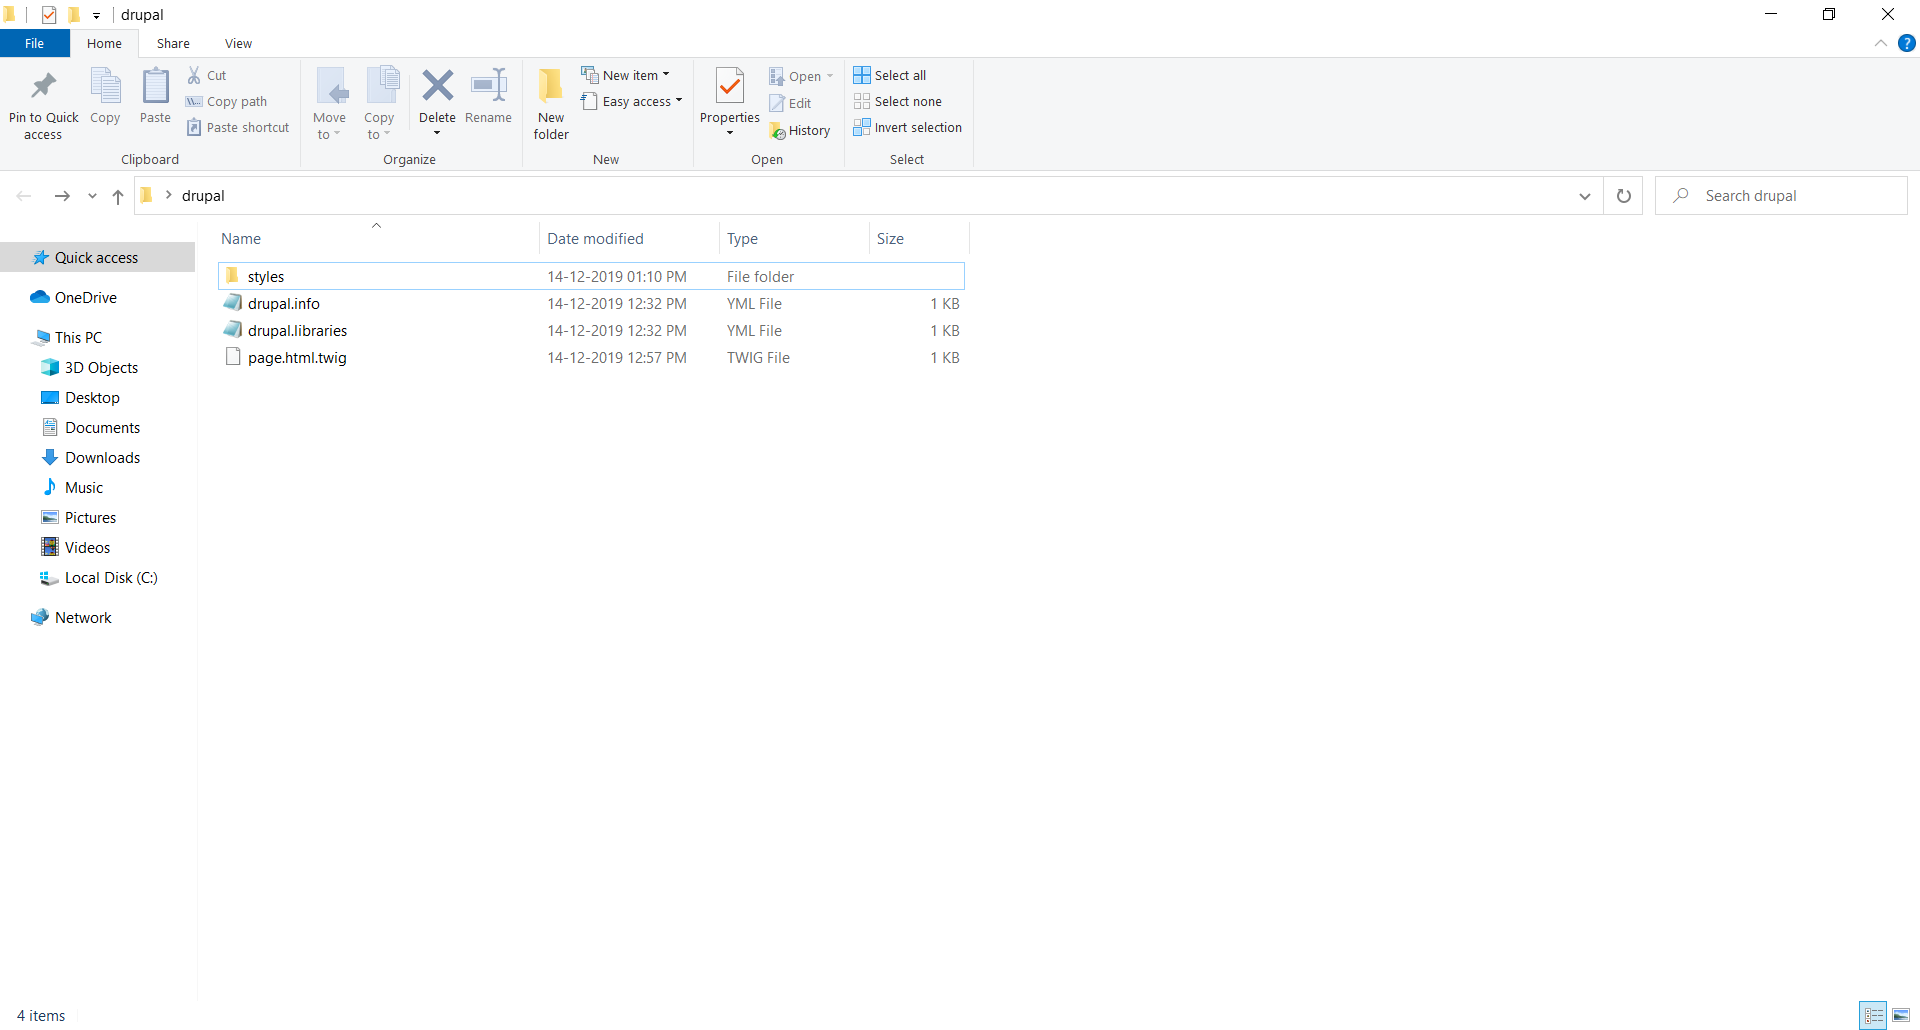 drupal
File Home Share View
Pin to Quick access
Copy
Paste
Cut
Copy path
Paste shortcut
Clipboard
Move to
Copy to
Delete
Rename
Organize
New folder
New item
Easy access
New
Properties
Open
Edit
History
Open
Select all
Select none
Invert selection
Select
drupal
Search drupal
Name Date modified Type Size
styles 14-12-2019 01:10 PM File folder
drupal.info 14-12-2019 12:32 PM YML File 1 KB
drupal.libraries 14-12-2019 12:32 PM YML File 1 KB
page.html.twig 14-12-2019 12:57 PM TWIG File 1 KB
Quick access
OneDrive
This PC
3D Objects
Desktop
Documents
Downloads
Music
Pictures
Videos
Local Disk (C:)
Network
4 items